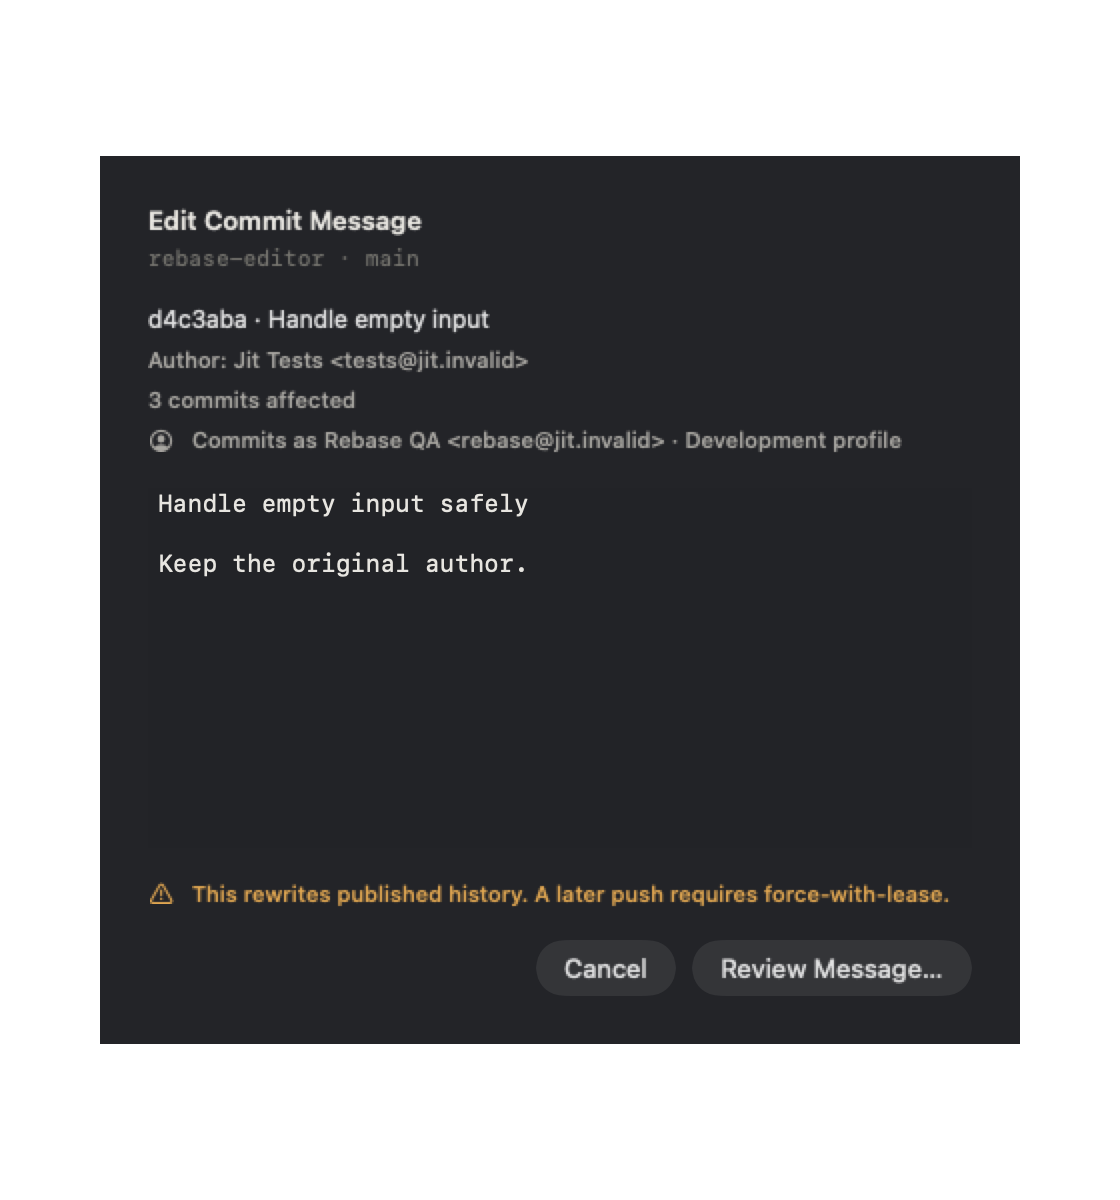 Edit Commit Message
rebase-editor · main
d4c3aba · Handle empty input
Author: Jit Tests <tests@jit.invalid>
3 commits affected
Commits as Rebase QA <rebase@jit.invalid> · Development profile
Handle empty input safely
Keep the original author.
This rewrites published history. A later push requires force-with-lease.
Cancel
Review Message...